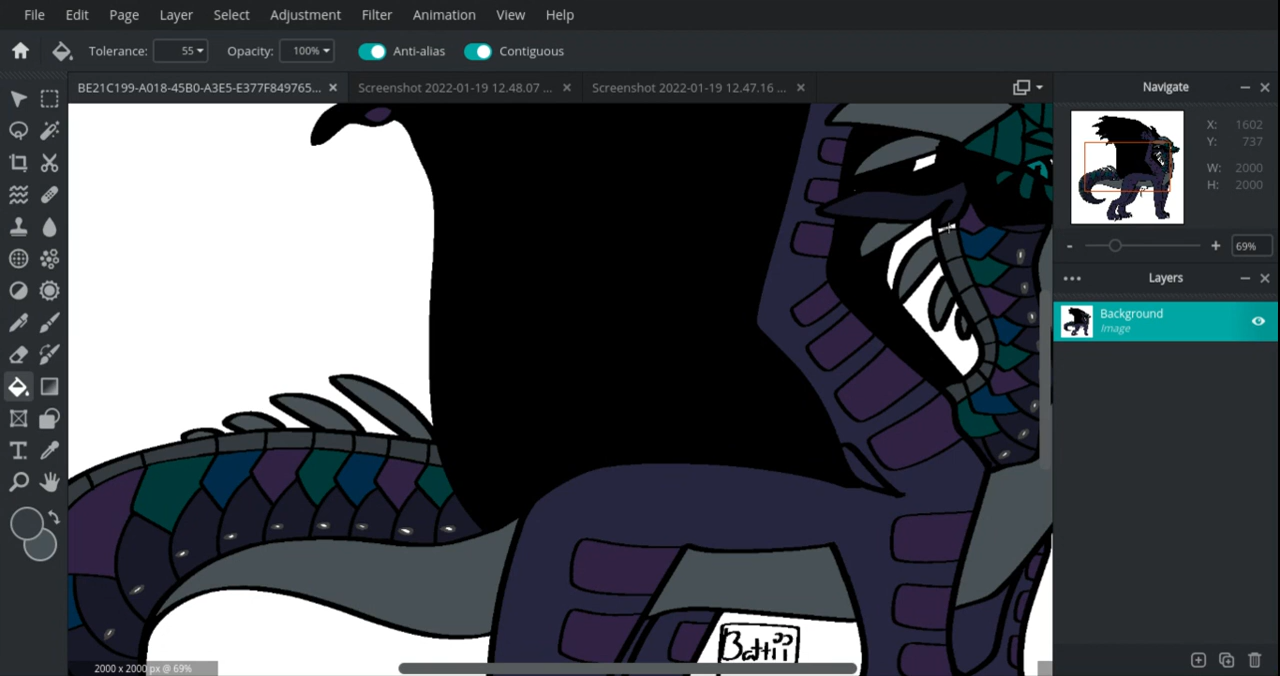 File Edit Page Layer Select Adjustment Filter Animation View Help
Tolerance: 55 Opacity: 100% Anti-alias Contiguous
BE21C199-A018-45B0-A3E5-E377F849765... Screenshot 2022-01-19 12.48.07 ... Screenshot 2022-01-19 12.47.16 ...
Navigate
X: 1602
Y: 737
W: 2000
H: 2000
- + 69%
Layers
Background
Image
T
Battii
2000 x 2000 px @ 69%